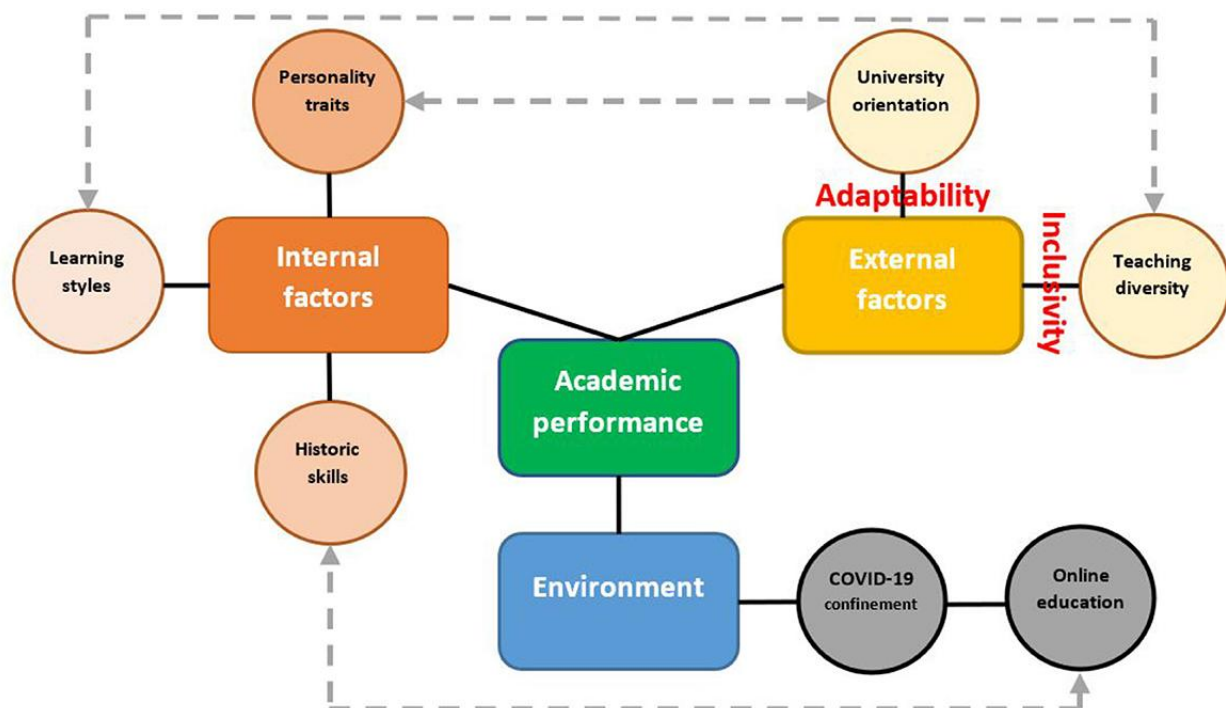 Personality
traits
University
orientation
Adaptability
Learning
styles
Internal
factors
External
factors
Inclusivity
Teaching
diversity
Academic
performance
Historic
skills
Environment
COVID-19
confinement
Online
education